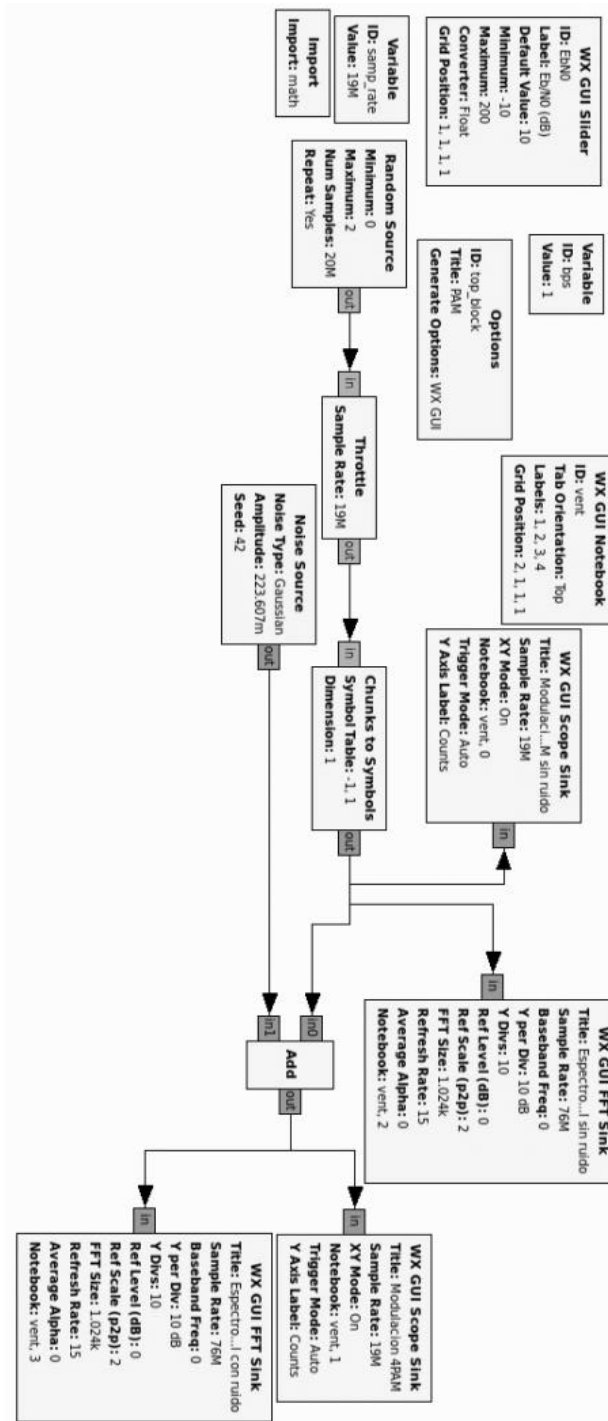 WX GUI Slider
ID: EbN0
Label: Eb/N0 (dB)
Default Value: 10
Minimum: -10
Maximum: 200
Converter: Float
Grid Position: 1, 1, 1, 1
Variable
ID: bps
Value: 1
WX GUI Notebook
ID: vent
Tab Orientation: Top
Labels: 1, 2, 3, 4
Grid Position: 2, 1, 1, 1
WX GUI Scope Sink
Title: Modulaci...M sin ruido
Sample Rate: 19M
XY Mode: On
Notebook: vent, 0
Trigger Mode: Auto
Y Axis Label: Counts
in
WX GUI FFT Sink
Title: Espectro...l sin ruido
Sample Rate: 76M
Baseband Freq: 0
Y per Div: 10 dB
Y Divs: 10
Ref Level (dB): 0
Ref Scale (p2p): 2
FFT Size: 1.024k
Refresh Rate: 15
Average Alpha: 0
Notebook: vent, 2
in
Variable
ID: samp_rate
Value: 19M
Options
ID: top_block
Title: PAM
Generate Options: WX GUI
Import
Import: math
Random Source
Minimum: 0
Maximum: 2
Num Samples: 20M
Repeat: Yes
out
in
Throttle
Sample Rate: 19M
out
in
Chunks to Symbols
Symbol Table: -1, 1
Dimension: 1
out
Noise Source
Noise Type: Gaussian
Amplitude: 223.607m
Seed: 42
out
in0
in1
Add
out
in
WX GUI Scope Sink
Title: Modulacion 4PAM
Sample Rate: 19M
XY Mode: On
Notebook: vent, 1
Trigger Mode: Auto
Y Axis Label: Counts
in
WX GUI FFT Sink
Title: Espectro...l con ruido
Sample Rate: 76M
Baseband Freq: 0
Y per Div: 10 dB
Y Divs: 10
Ref Level (dB): 0
Ref Scale (p2p): 2
FFT Size: 1.024k
Refresh Rate: 15
Average Alpha: 0
Notebook: vent, 3